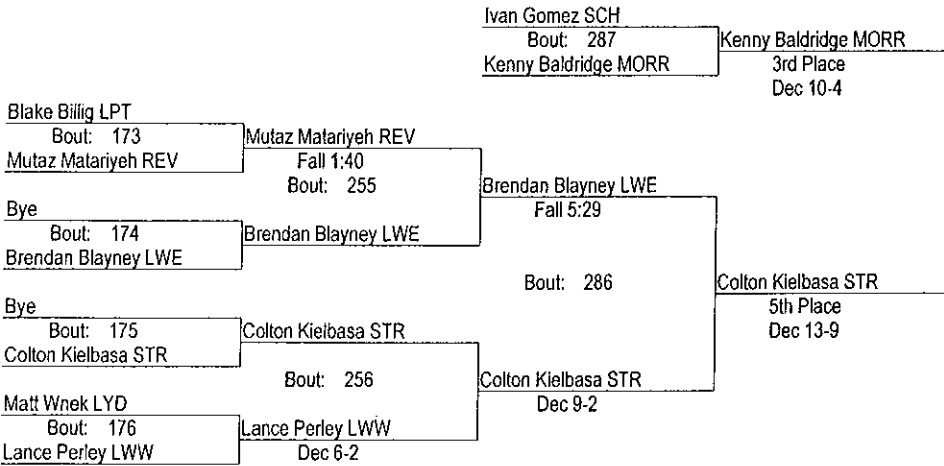 Ivan Gomez SCH
Bout: 287
Kenny Baldridge MORR
Kenny Baldridge MORR
3rd Place
Dec 10-4
Blake Billig LPT
Bout: 173
Mutaz Matariyeh REV
Mutaz Matariyeh REV
Fall 1:40
Bout: 255
Brendan Blayney LWE
Fall 5:29
Bye
Bout: 174
Brendan Blayney LWE
Brendan Blayney LWE
Bout: 286
Colton Kielbasa STR
5th Place
Dec 13-9
Bye
Bout: 175
Colton Kielbasa STR
Colton Kielbasa STR
Bout: 256
Colton Kielbasa STR
Dec 9-2
Matt Wnek LYD
Bout: 176
Lance Perley LWW
Lance Perley LWW
Dec 6-2